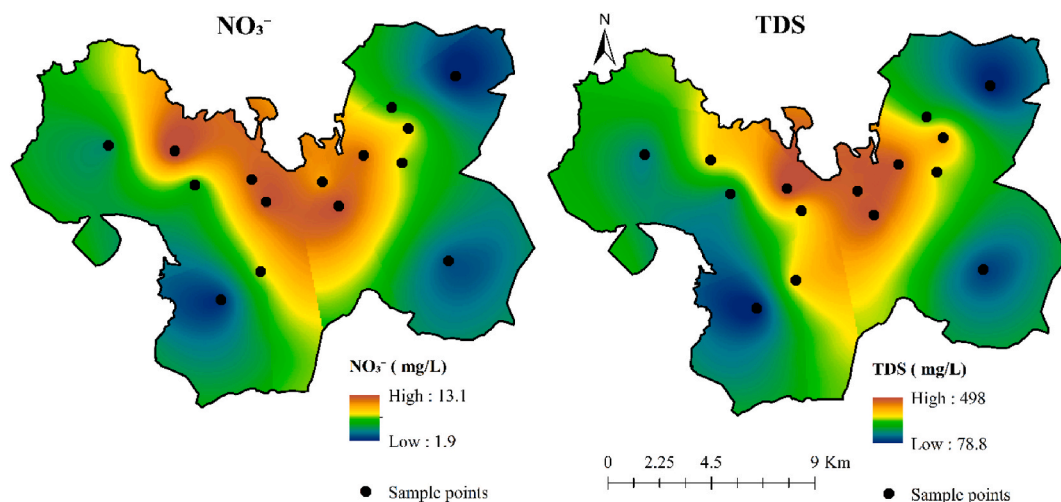 NO₃⁻
N
TDS
NO₃⁻ ( mg/L)
High : 13.1
Low : 1.9
Sample points
TDS ( mg/L)
High : 498
Low : 78.8
0 2.25 4.5 9 Km
Sample points